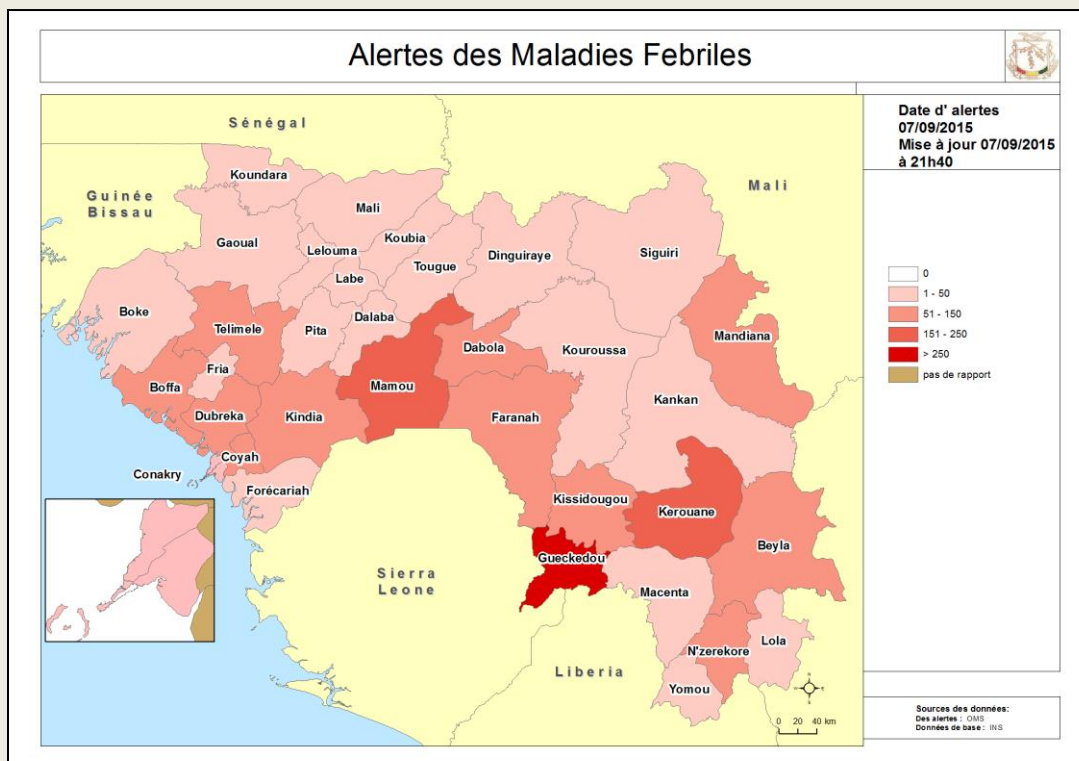 Alertes des Maladies Febriles
Date d' alertes
07/09/2015
Mise à jour 07/09/2015
à 21h40
0
1 - 50
51 - 150
151 - 250
> 250
pas de rapport
Sénégal
Guinée
Bissau
Mali
Koundara
Mali
Gaoual
Koubia
Lelouma
Tougue
Dinguiraye
Siguiri
Labe
Boke
Telimele
Pita
Dalaba
Dabola
Kouroussa
Mandiana
Fria
Boffa
Mamou
Kankan
Dubreka
Kindia
Faranah
Coyah
Conakry
Forécariah
Kissidougou
Kerouane
Gueckedou
Beyla
Sierra
Leone
Macenta
Lola
N'zerekore
Liberia
Yomou
0 20 40 km
Sources des données:
Des alertes : OMS
Données de base : INS